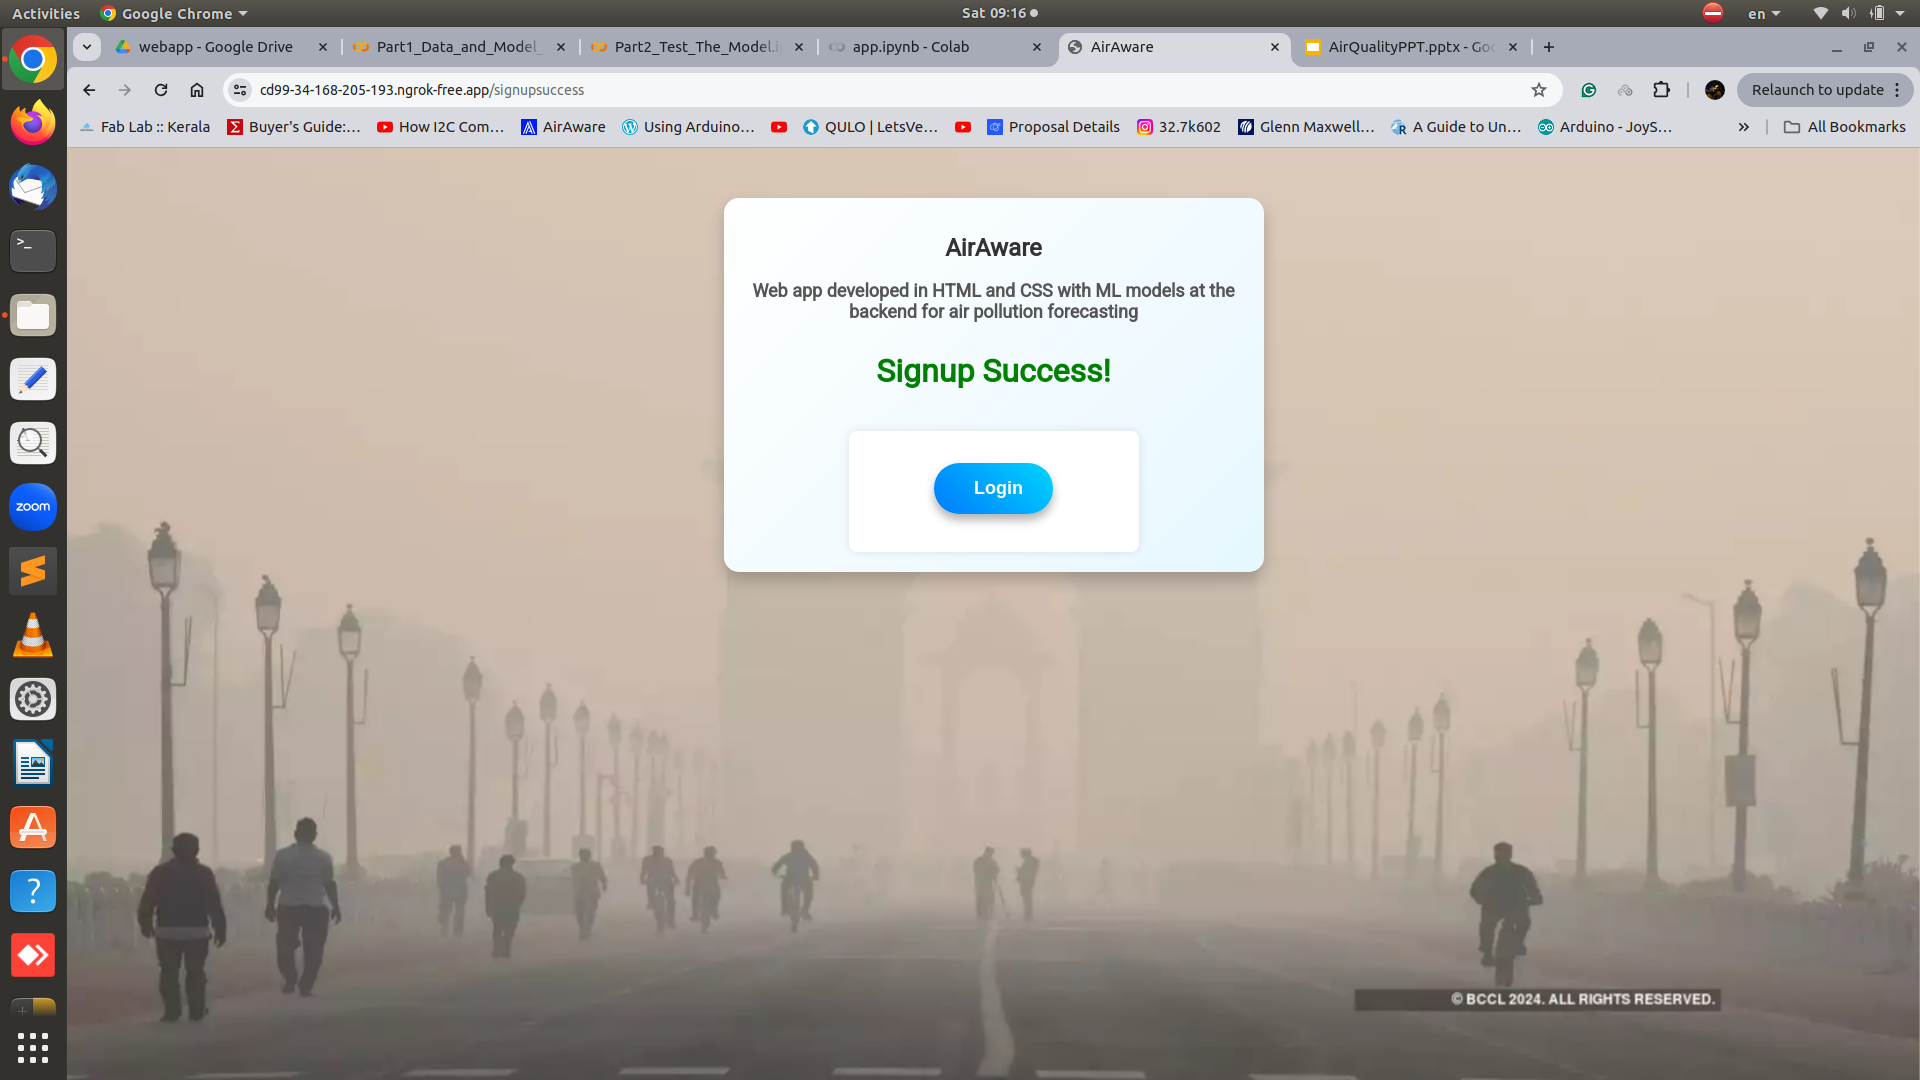 Activities
Google Chrome
Sat 09:16
en
webapp - Google Drive
Part1_Data_and_Model_
Part2_Test_The_Model.i
app.ipynb - Colab
AirAware
AirQualityPPT.pptx - Goo
cd99-34-168-205-193.ngrok-free.app/signupsuccess
Relaunch to update
Fab Lab :: Kerala
Buyer's Guide:...
How I2C Com...
AirAware
Using Arduino...
QULO | LetsVe...
Proposal Details
32.7k602
Glenn Maxwell...
A Guide to Un...
Arduino - JoyS...
»
All Bookmarks
AirAware
Web app developed in HTML and CSS with ML models at the
backend for air pollution forecasting
Signup Success!
Login
zoom
© BCCL 2024. ALL RIGHTS RESERVED.